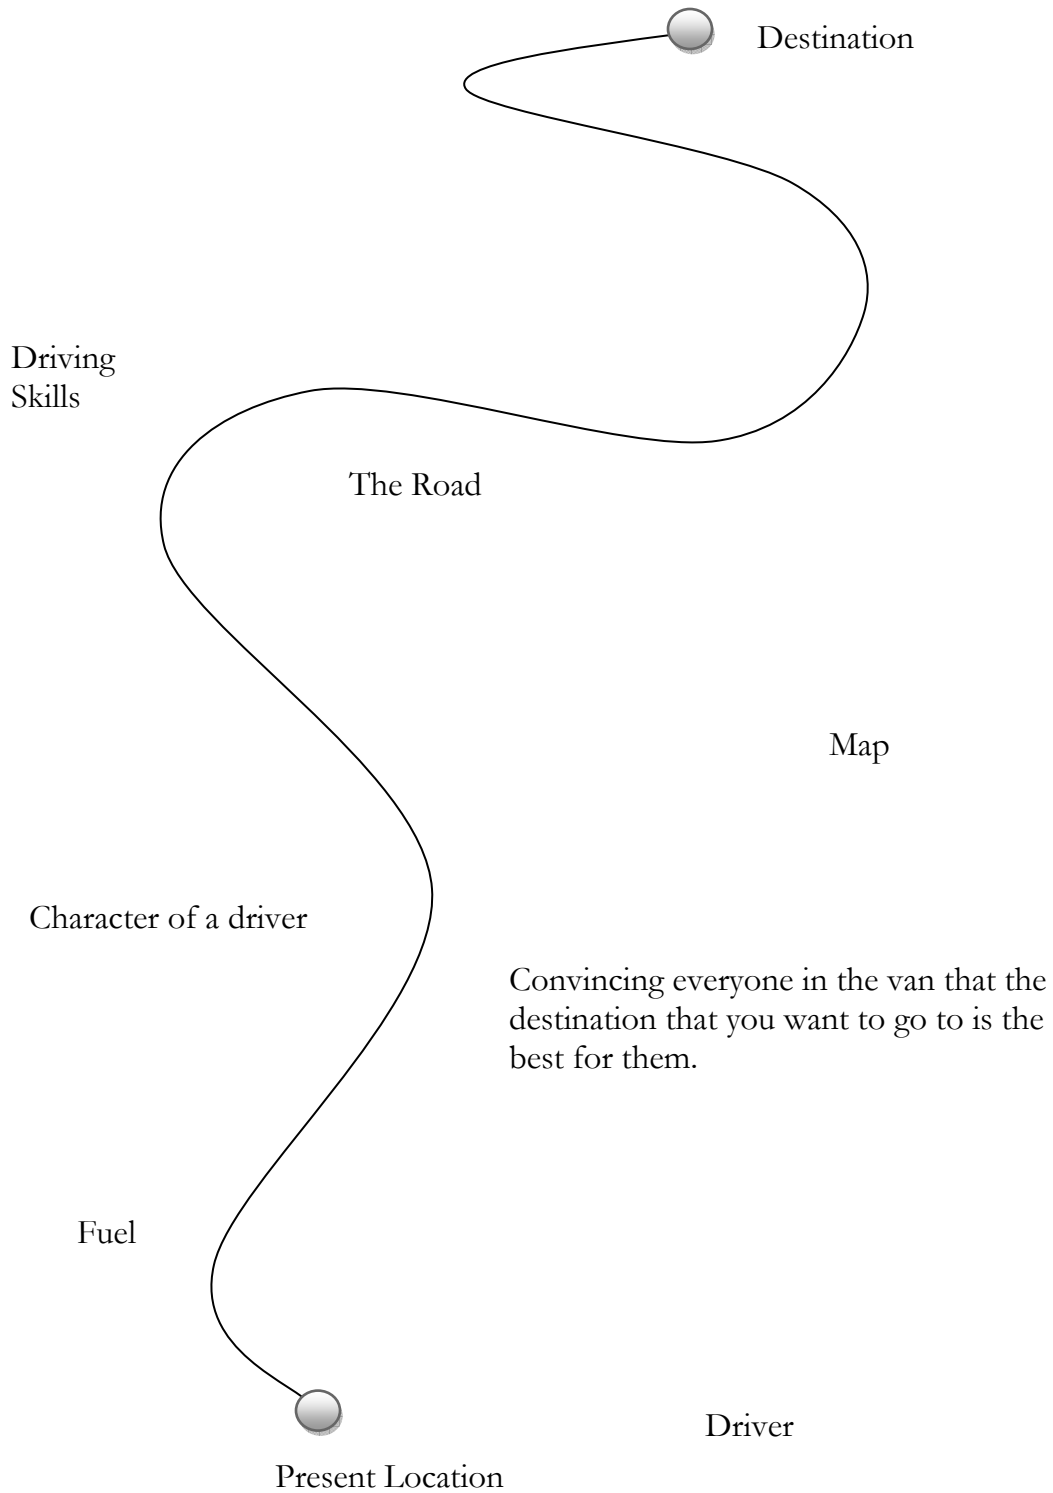 Destination
Driving
Skills
The Road
Map
Character of a driver
Convincing everyone in the van that the
destination that you want to go to is the
best for them.
Fuel
Driver
Present Location